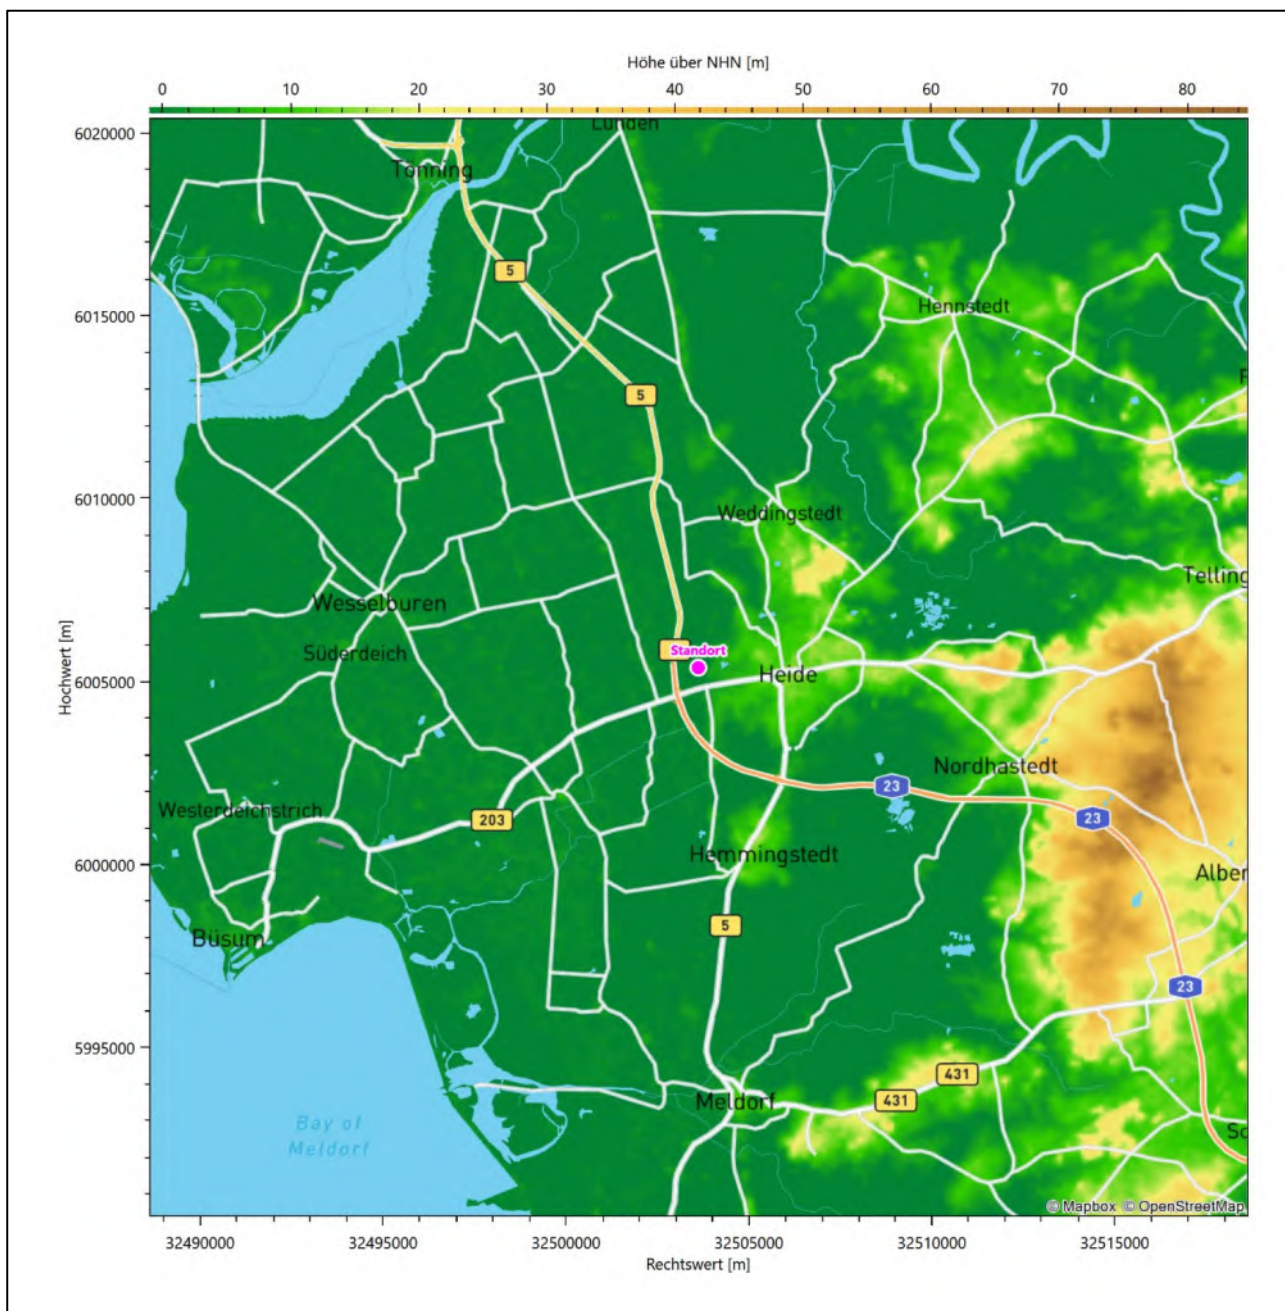 Höhe über NHN [m]
0 10 20 30 40 50 60 70 80
6020000
Lunden
Tönning
5
6015000
Hennstedt
5
6010000
Weddingstedt
Telling
Wesselburen
Süderdeich
Standort
6005000
Heide
Hochwert [m]
Nordhastedt
23
Westerdeichstrich
203
23
Hemmingstedt
6000000
Alber
5
Büsum
23
5995000
431
431
Meldorf
Bay of
Meldorf
Sc
© Mapbox © OpenStreetMap
32490000 32495000 32500000 32505000 32510000 32515000
Rechtswert [m]